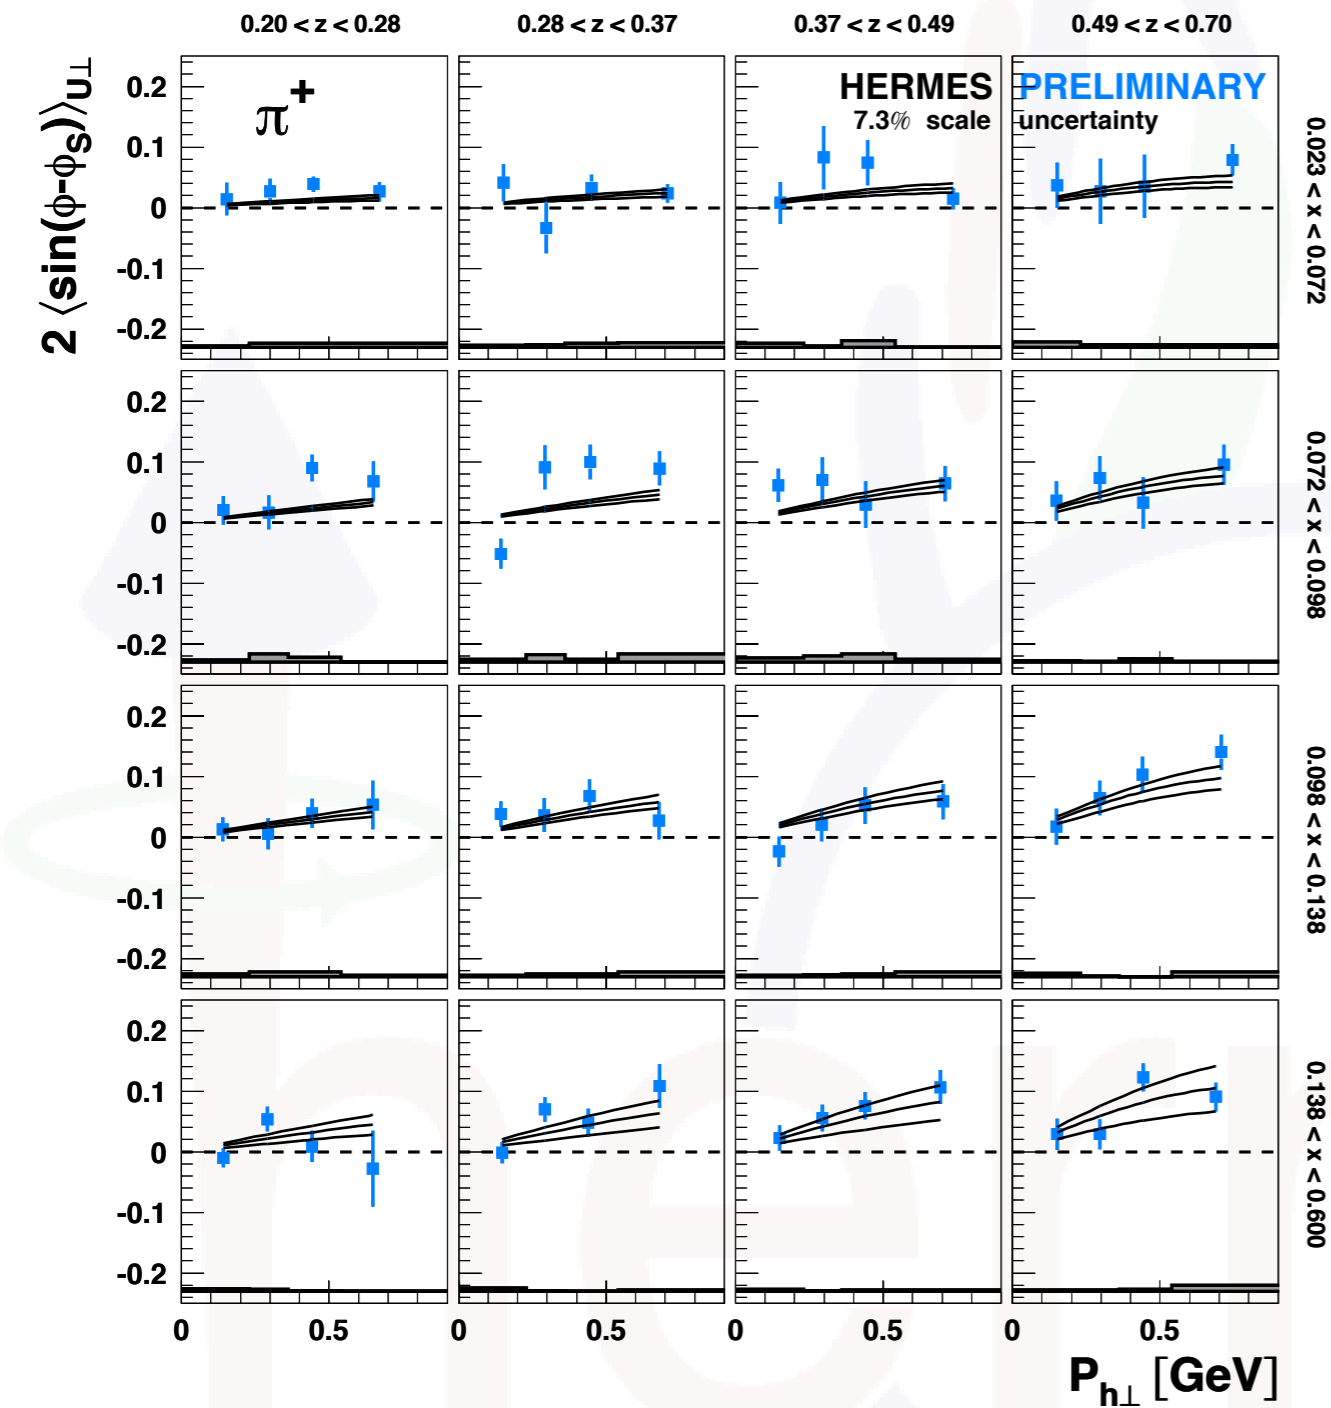 0.20 < z < 0.28 0.28 < z < 0.37 0.37 < z < 0.49 0.49 < z < 0.70
2 ⟨sin(ϕ-ϕS)⟩U⊥
π+
HERMES PRELIMINARY
7.3% scale uncertainty
0.2
0.1
0
-0.1
-0.2
0.023 < x < 0.072
0.2
0.1
0
-0.1
-0.2
0.072 < x < 0.098
0.2
0.1
0
-0.1
-0.2
0.098 < x < 0.138
0.2
0.1
0
-0.1
-0.2
0.138 < x < 0.600
0 0.5 0 0.5 0 0.5 0 0.5
Ph⊥ [GeV]